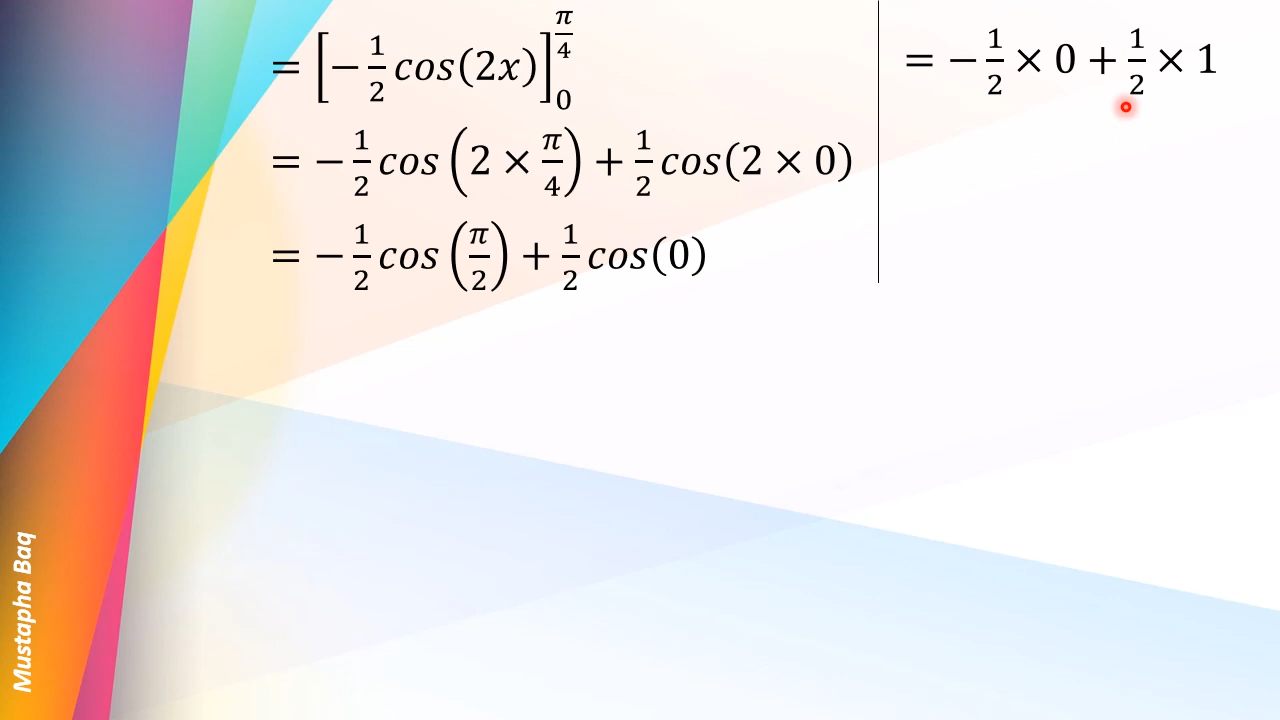 = [−1/2 cos(2x)]₀^(π/4)
= −1/2 cos(2 × π/4) + 1/2 cos(2 × 0)
= −1/2 cos(π/2) + 1/2 cos(0)
= −1/2 × 0 + 1/2 × 1
Mustapha Baq